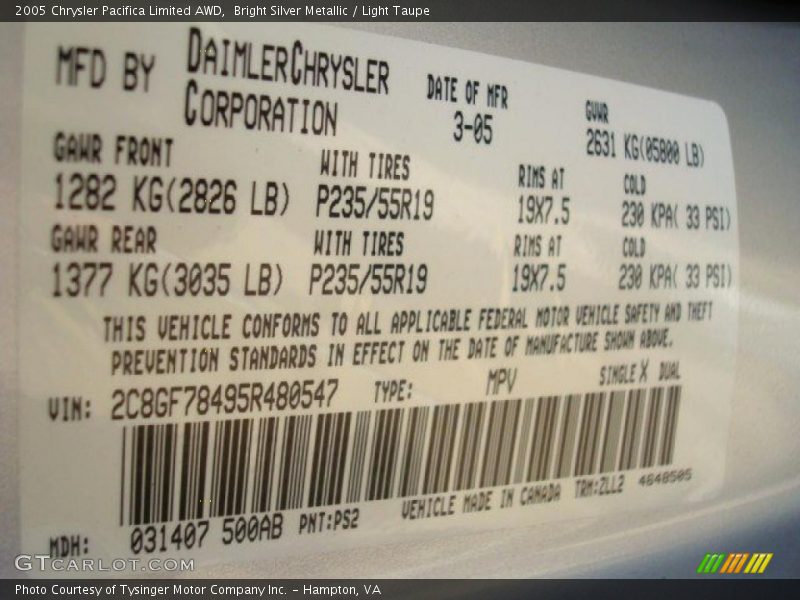 2005 Chrysler Pacifica Limited AWD, Bright Silver Metallic / Light Taupe
MFD BY DAIMLERCHRYSLER CORPORATION DATE OF MFR 3-05 GVWR 2631 KG(05800 LB)
GAWR FRONT WITH TIRES RIMS AT COLD
1282 KG(2826 LB) P235/55R19 19X7.5 230 KPA( 33 PSI)
GAWR REAR WITH TIRES RIMS AT COLD
1377 KG(3035 LB) P235/55R19 19X7.5 230 KPA( 33 PSI)
THIS VEHICLE CONFORMS TO ALL APPLICABLE FEDERAL MOTOR VEHICLE SAFETY AND THEFT
PREVENTION STANDARDS IN EFFECT ON THE DATE OF MANUFACTURE SHOWN ABOVE.
VIN: 2C8GF78495R480547 TYPE: MPV SINGLE X DUAL
MDH: 031407 500AB PNT:PS2 VEHICLE MADE IN CANADA TRM:ZLL2 4648505
GTCARLOT.COM
Photo Courtesy of Tysinger Motor Company Inc. - Hampton, VA